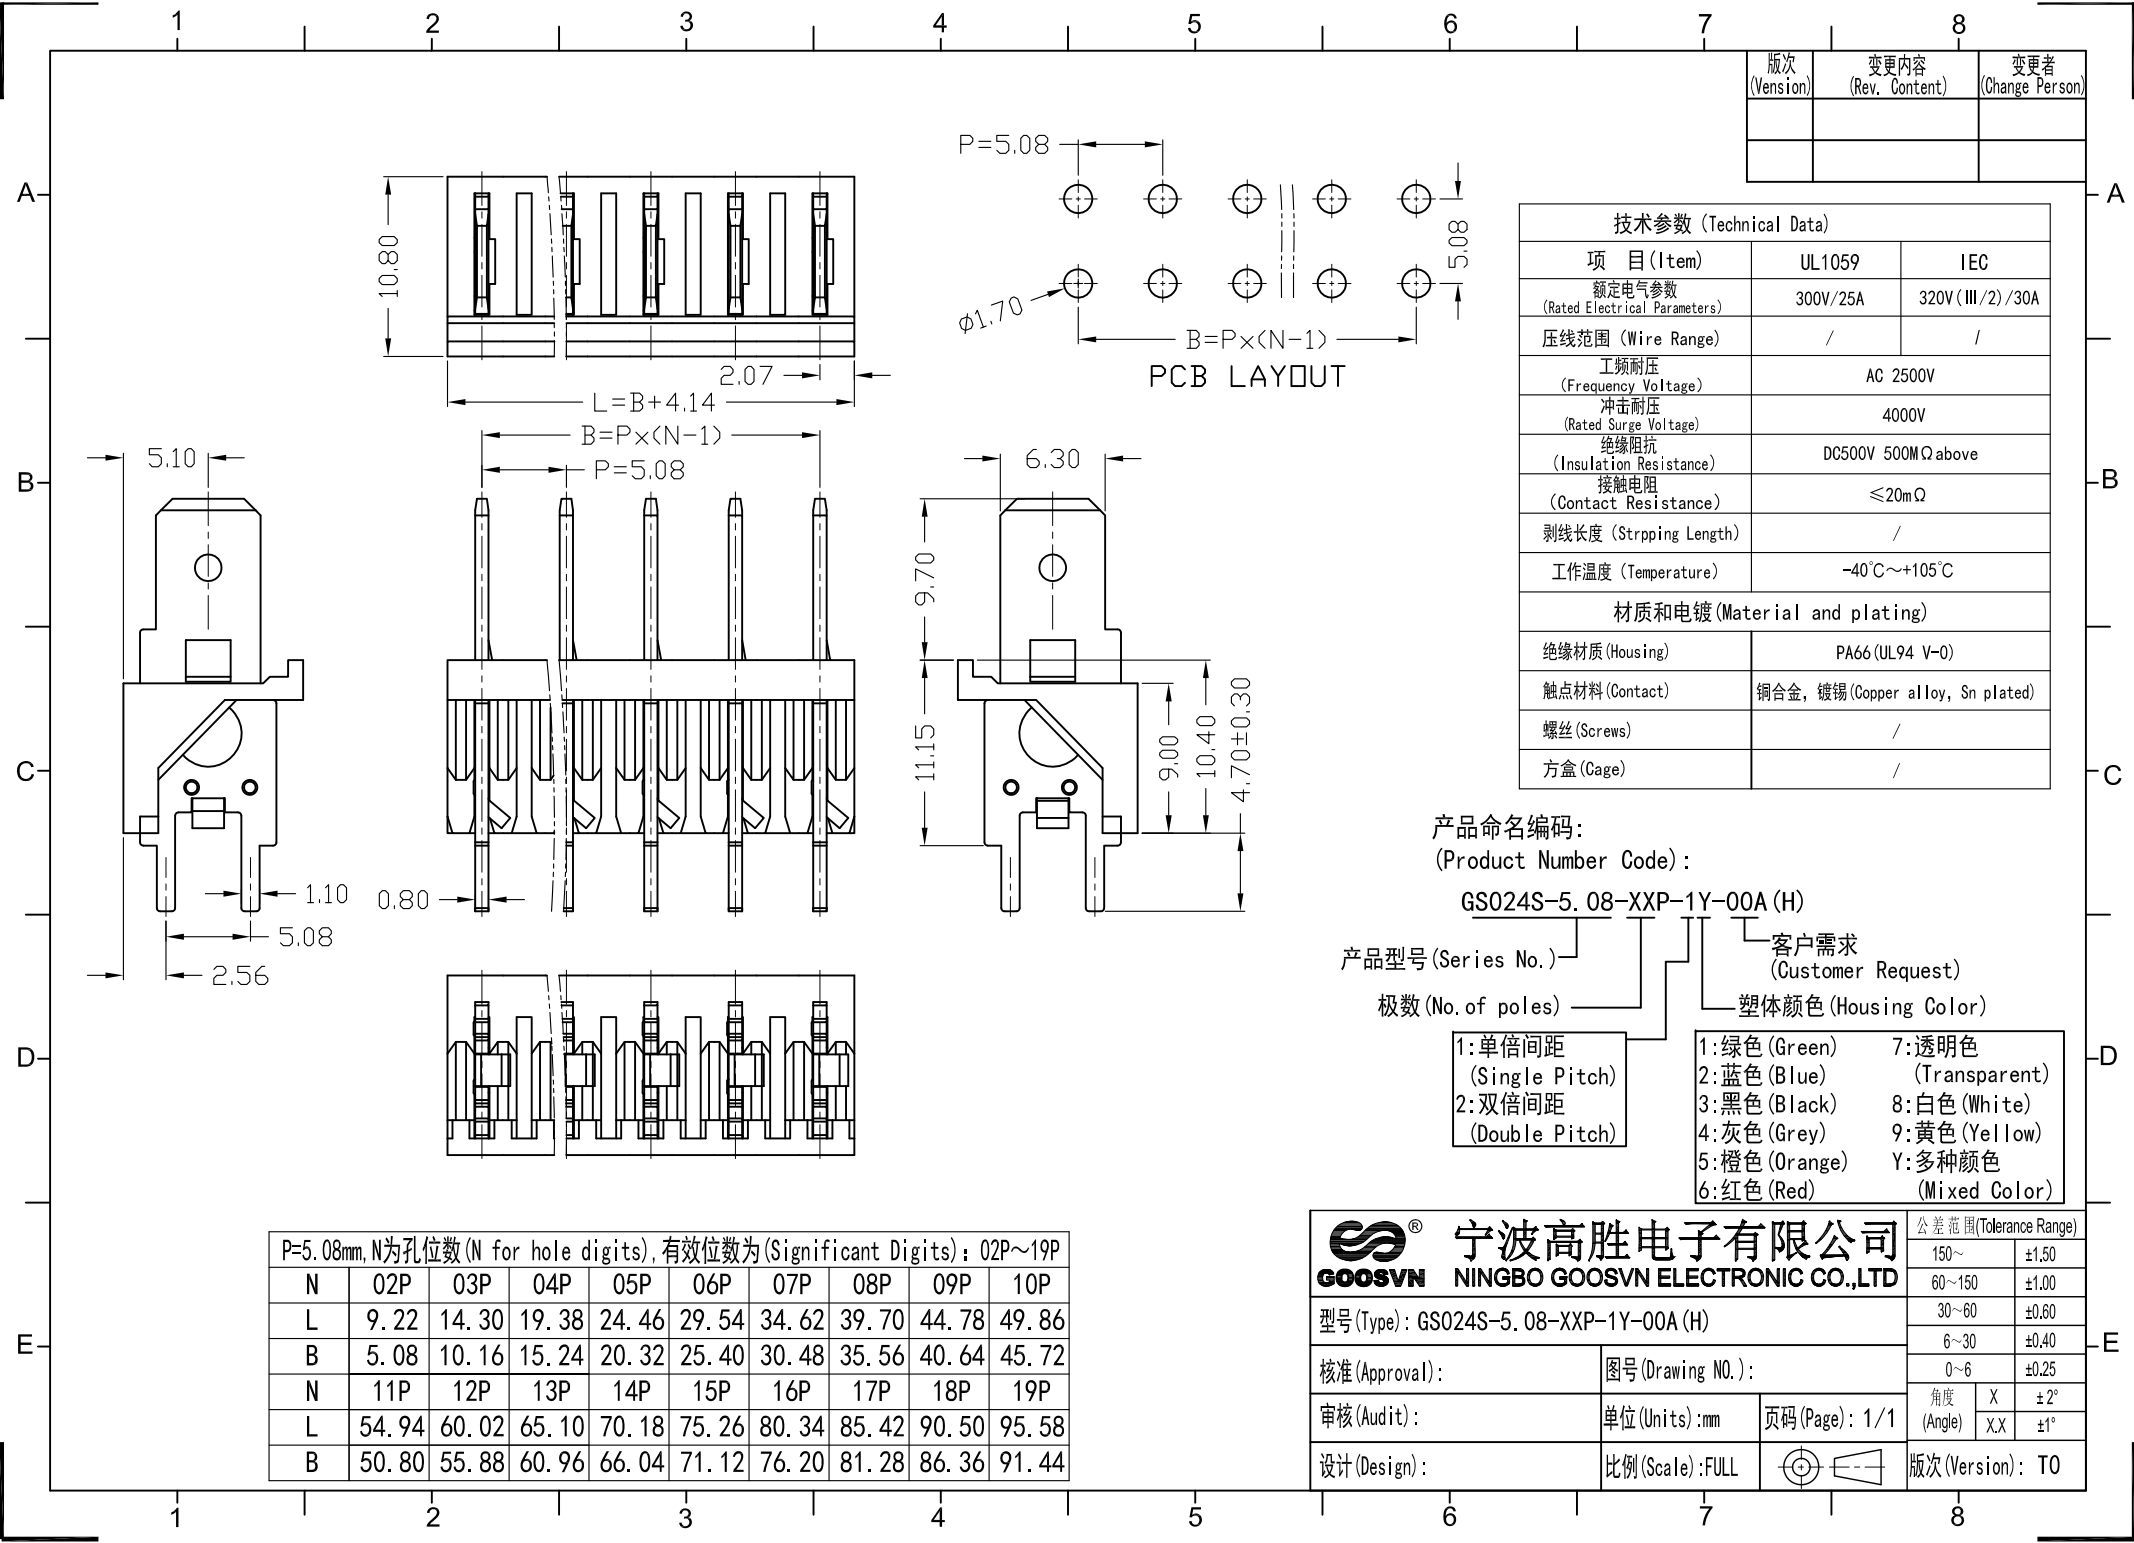 1 2 3 4 5 6 7 8
版次 变更内容 变更者
(Vension) (Rev. Content) (Change Person)
A A
B B
C C
D D
E E
10.80
2.07
L=B+4.14
B=P×(N-1)
P=5.08
P=5.08
5.08
Ø1.70
B=P×(N-1)
PCB LAYOUT
5.10
1.10
5.08
2.56
0.80
6.30
9.70
11.15
9.00
10.40
4.70±0.30
技术参数 (Technical Data)
项 目(Item) UL1059 IEC
额定电气参数
(Rated Electrical Parameters) 300V/25A 320V(Ⅲ/2)/30A
压线范围 (Wire Range) / /
工频耐压
(Frequency Voltage) AC 2500V
冲击耐压
(Rated Surge Voltage) 4000V
绝缘阻抗
(Insulation Resistance) DC500V 500MΩabove
接触电阻
(Contact Resistance) ≤20mΩ
剥线长度 (Strpping Length) /
工作温度 (Temperature) -40℃～+105℃
材质和电镀(Material and plating)
绝缘材质(Housing) PA66(UL94 V-0)
触点材料(Contact) 铜合金, 镀锡(Copper alloy, Sn plated)
螺丝(Screws) /
方盒(Cage) /
产品命名编码:
(Product Number Code):
GS024S-5.08-XXP-1Y-00A(H)
客户需求
(Customer Request)
产品型号(Series No.)
极数(No.of poles)
塑体颜色(Housing Color)
1:单倍间距
(Single Pitch)
2:双倍间距
(Double Pitch)
1:绿色(Green) 7:透明色
2:蓝色(Blue) (Transparent)
3:黑色(Black) 8:白色(White)
4:灰色(Grey) 9:黄色(Yellow)
5:橙色(Orange) Y:多种颜色
6:红色(Red) (Mixed Color)
P=5.08mm,N为孔位数(N for hole digits),有效位数为(Significant Digits): 02P～19P
N 02P 03P 04P 05P 06P 07P 08P 09P 10P
L 9.22 14.30 19.38 24.46 29.54 34.62 39.70 44.78 49.86
B 5.08 10.16 15.24 20.32 25.40 30.48 35.56 40.64 45.72
N 11P 12P 13P 14P 15P 16P 17P 18P 19P
L 54.94 60.02 65.10 70.18 75.26 80.34 85.42 90.50 95.58
B 50.80 55.88 60.96 66.04 71.12 76.20 81.28 86.36 91.44
GOOSVN ®
宁波高胜电子有限公司
NINGBO GOOSVN ELECTRONIC CO.,LTD
型号(Type): GS024S-5.08-XXP-1Y-00A(H)
核准(Approval): 图号(Drawing NO.):
审核(Audit): 单位(Units):mm 页码(Page): 1/1
设计(Design): 比例(Scale):FULL
公差范围(Tolerance Range)
150～ ±1.50
60～150 ±1.00
30～60 ±0.60
6～30 ±0.40
0～6 ±0.25
角度 X ±2°
(Angle) X.X ±1°
版次(Version): T0
1 2 3 4 5 6 7 8